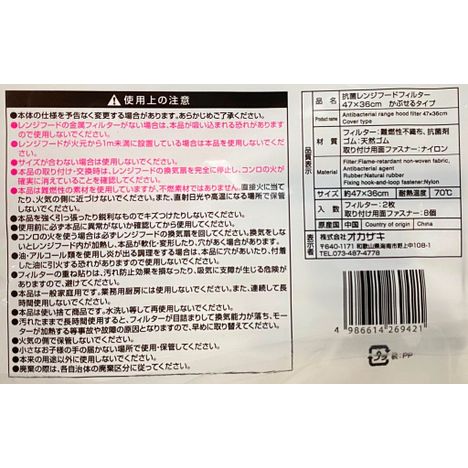 ⚠使用上の注意
●本体の仕様を予告なく変更する場合があります。あらかじめご了承ください。
●レンジフードの金属フィルターがない場合は、本品が吸い込まれる恐れがありますので使用しないでください。
●レンジフードが火元から1m未満に設置している場合は本品を使用しないでください。
●サイズが合わない場合は使用しないでください。
●本品の取り付け・交換時は、レンジフードの換気扇を完全に停止し、コンロの火が確実に消えていることを確認して行ってください。
●本品は難燃性の素材を使用していますが、不燃素材ではありません。直接火に当てたり、火気の側に近づけないでください。また、直射日光や高温になる場所で保管しないでください。
●本品を強く引っ張ったり鋭利なものでキズつけたりしないでください。
●使用前に必ず本品に異常がないか確認してから使用してください。
●コンロの火を使う場合は必ずレンジフードの換気扇を回してください。換気をしないとレンジフード内が加熱し、本品が軟化・変形したり、穴があく場合があります。
●油・アルコール類を使用し炎が出る調理をする場合は、本品に穴があいたり、付着した油に引火する恐れがありますので使用しないでください。
●フィルターの重ね貼りは、汚れ防止効果を損なったり、吸気に支障が生じる危険がありますので、避けてください。
●本品は一般家庭用です。業務用厨房には使用しないでください。また、連続して長時間使用しないでください。
●本品は使い捨て商品です。水洗い等して再使用しないでください。
●汚れたままで長時間使用すると、フィルターが目詰まりして換気能力が落ち、モーターが加熱する等事故や故障の原因となりますので、早めに取り替えてください。
●火気の側で保管しないでください。
●小さなお子様の手の届かない場所で使用・保管してください。
●本来の用途以外に使用しないでください。
●廃棄の際は、各自治体の廃棄区分に従ってください。
品質表示
品名 抗菌レンジフードフィルター 47×36cm かぶせるタイプ
Product name Antibacterial range hood filter 47x36cm Cover type
材質 フィルター:難燃性不織布、抗菌剤
ゴム:天然ゴム
取り付け用面ファスナー:ナイロン
Material Filter:Flame-retardant non-woven fabric, Antibacterial agent
Rubber:Natural rubber
Fixing hook-and-loop fastener:Nylon
サイズ 約47×36cm 耐熱温度 70℃
入数 フィルター:2枚
取り付け用面ファスナー:8個
原産国 中国 Country of origin China
表示者 株式会社オカザキ
〒640-1171 和歌山県海南市野上中108-1
TEL.073-487-4778
4 986614 269421
プラ 袋:PP